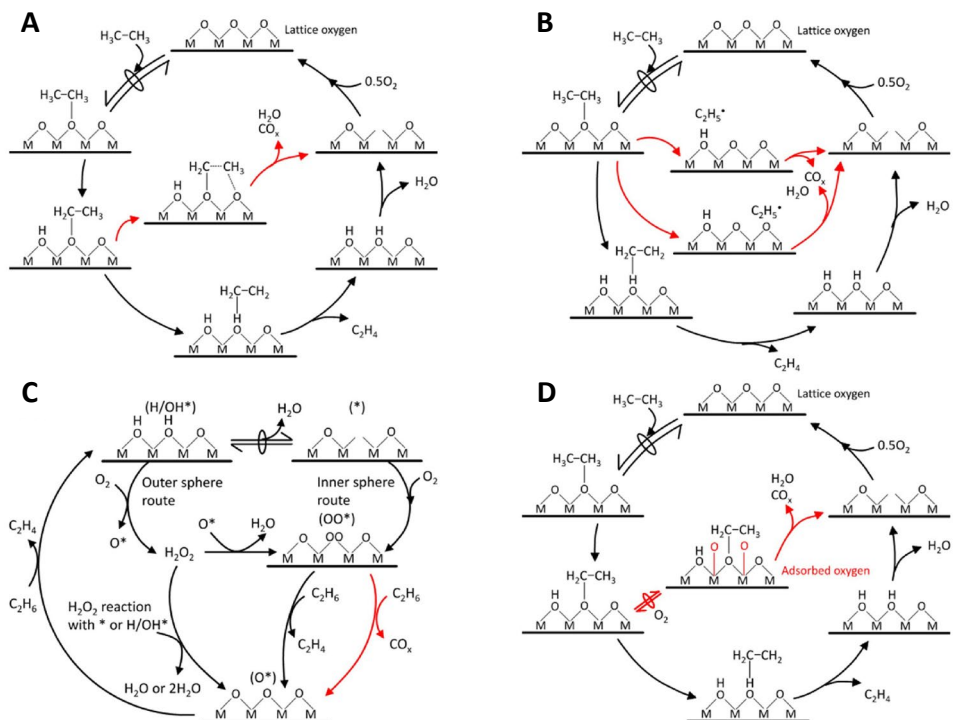 A
H₃C−CH₃
O O O
M M M M
Lattice oxygen
0.5O₂
H₃C−CH₃
O O O
M M M M
H₂O
COₓ
O O
M M M M
H₂C CH₃
H
O O O
M M M M
H₂O
H₂C−CH₃
H
O O O
M M M M
H H
O O O
M M M M
H₂C−CH₂
H H
O O O
M M M M
C₂H₄
B
H₃C−CH₃
O O O
M M M M
Lattice oxygen
0.5O₂
H₃C−CH₃
O O O
M M M M
C₂H₅•
H
O O O
M M M M
O O
M M M M
COₓ
H₂O
H
C₂H₅•
O O O
M M M M
H₂O
H₂C−CH₂
H H
O O O
M M M M
H H
O O O
M M M M
C₂H₄
C
(H/OH*)
H H
O O O
M M M M
H₂O
(*)
O O
M M M M
O₂
Outer sphere
route
O*
H₂O₂
O*
H₂O
Inner sphere
route
O₂
(OO*)
O OO O
M M M M
C₂H₄
C₂H₆
H₂O₂ reaction
with * or H/OH*
H₂O or 2H₂O
C₂H₆
C₂H₄
C₂H₆
COₓ
(O*)
O O O
M M M M
D
H₃C−CH₃
O O O
M M M M
Lattice oxygen
0.5O₂
H₃C−CH₃
O O O
M M M M
H₂O
COₓ
O O
M M M M
H₂C−CH₃
H O O
O O O
M M M M
Adsorbed oxygen
O₂
H₂O
H₂C−CH₃
H
O O O
M M M M
H H
O O O
M M M M
H₂C−CH₂
H H
O O O
M M M M
C₂H₄